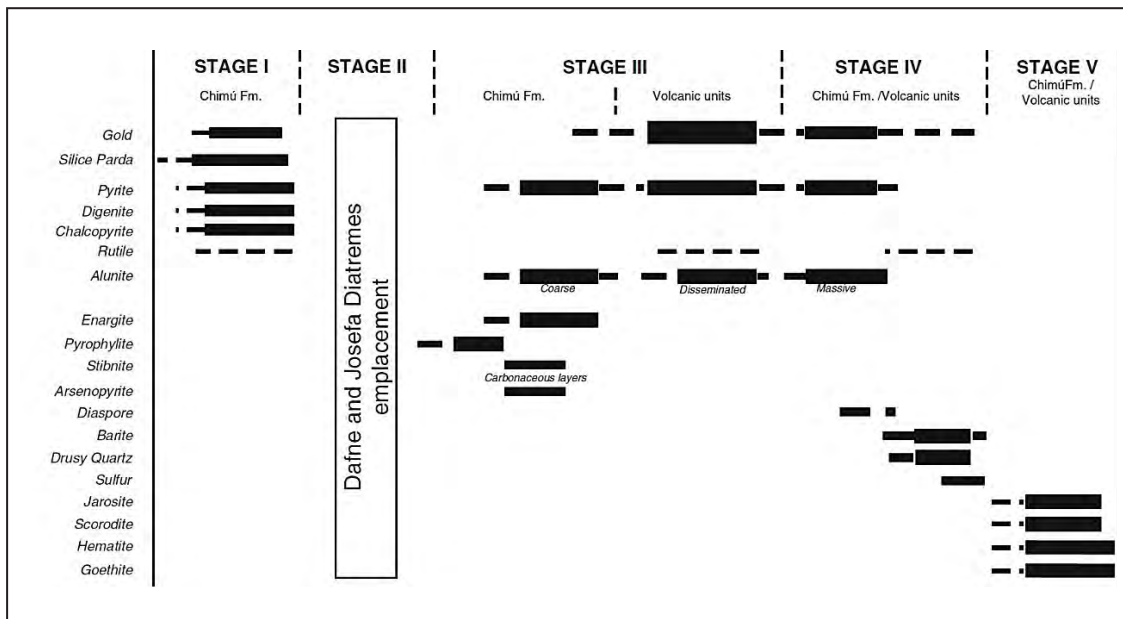 STAGE I
STAGE II
STAGE III
STAGE IV
STAGE V
Chimú Fm.
Chimú Fm.
Volcanic units
Chimú Fm. /Volcanic units
ChimúFm. /
Volcanic units
Gold
Silice Parda
Pyrite
Digenite
Chalcopyrite
Rutile
Alunite
Coarse
Disseminated
Massive
Enargite
Pyrophylite
Stibnite
Carbonaceous layers
Arsenopyrite
Diaspore
Barite
Drusy Quartz
Sulfur
Jarosite
Scorodite
Hematite
Goethite
Dafne and Josefa Diatremes
emplacement